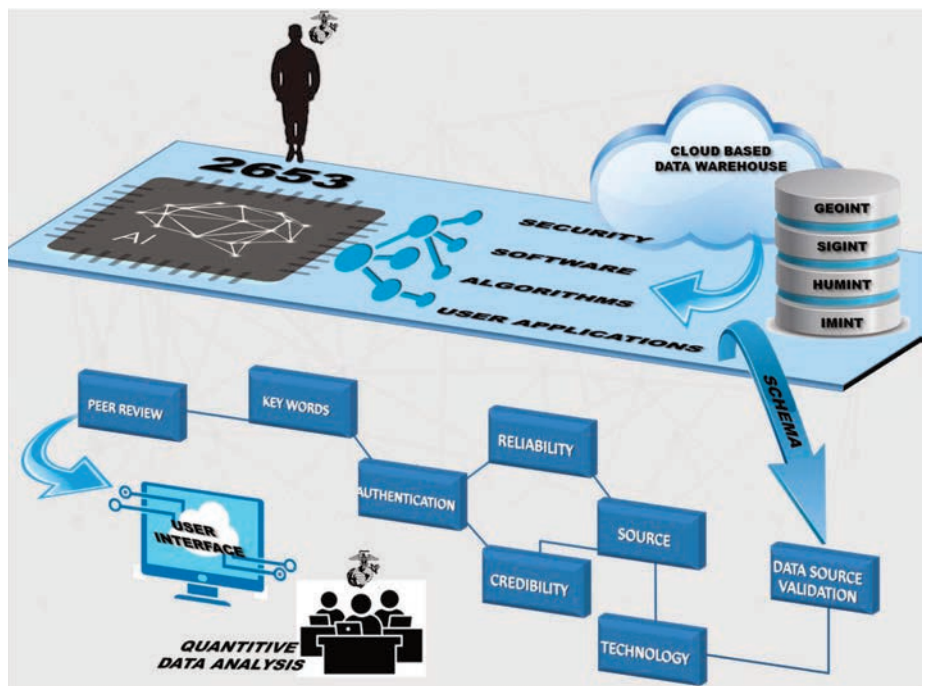 2653
AI
CLOUD BASED
DATA WAREHOUSE
GEOINT
SIGINT
HUMINT
IMINT
SECURITY
SOFTWARE
ALGORITHMS
USER APPLICATIONS
SCHEMA
PEER REVIEW
KEY WORDS
AUTHENTICATION
RELIABILITY
CREDIBILITY
SOURCE
TECHNOLOGY
DATA SOURCE
VALIDATION
USER
INTERFACE
QUANTITIVE
DATA ANALYSIS